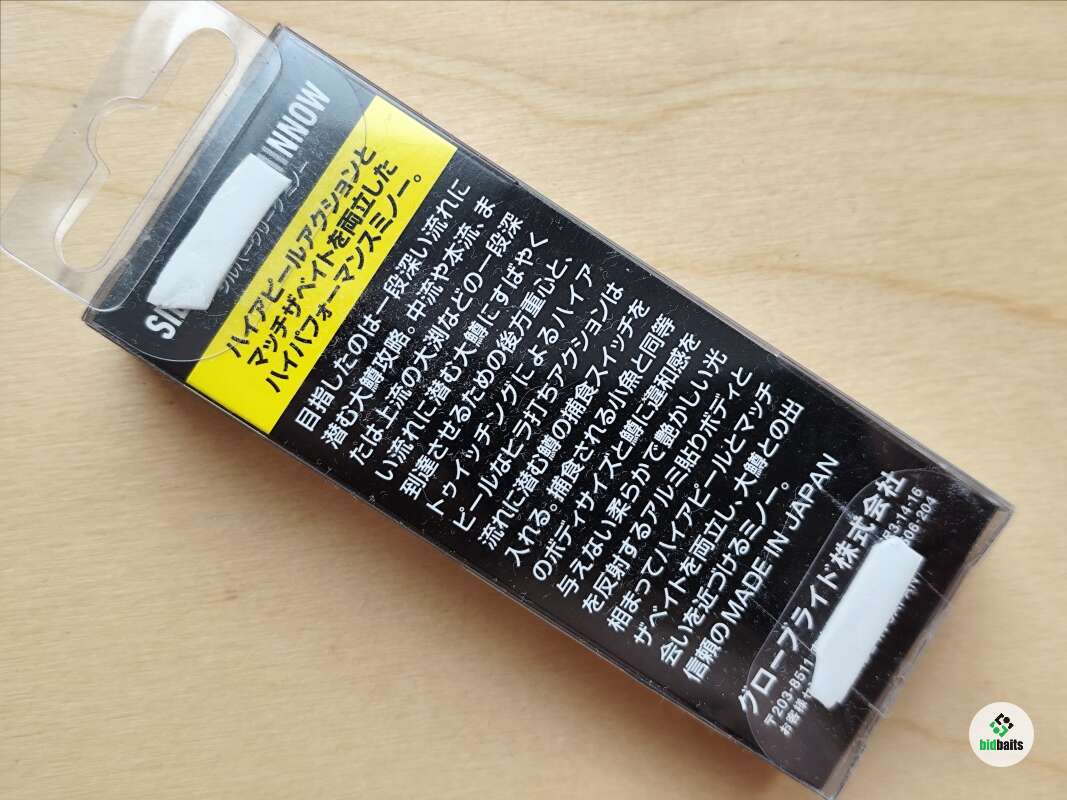 INNOW
ハイアピールアクションと
マッチザベイトを両立した
ハイパフォーマンスミノー。
目指したのは一段深い流れに
潜む大鱒攻略。中流や本流、ま
たは上流の大渕などの一段深
い流れに潜む大鱒にすばやく
到達させるための後方重心と、
トゥイッチングによるハイア
ピールなヒラ打ちアクションは
流れに潜む鱒の捕食スイッチを
入れる。捕食される小魚と同等
のボディサイズと鱒に違和感を
与えない柔らかで艶かしい光
を反射するアルミ貼りボディと
相まってハイアピールとマッチ
ザベイトを両立し、大鱒との出
会いを近づけるミノー。
信頼のMADE IN JAPAN
グローブライド株式会社
〒203-8511
3-14-16
お客様
06-204
bidbaits